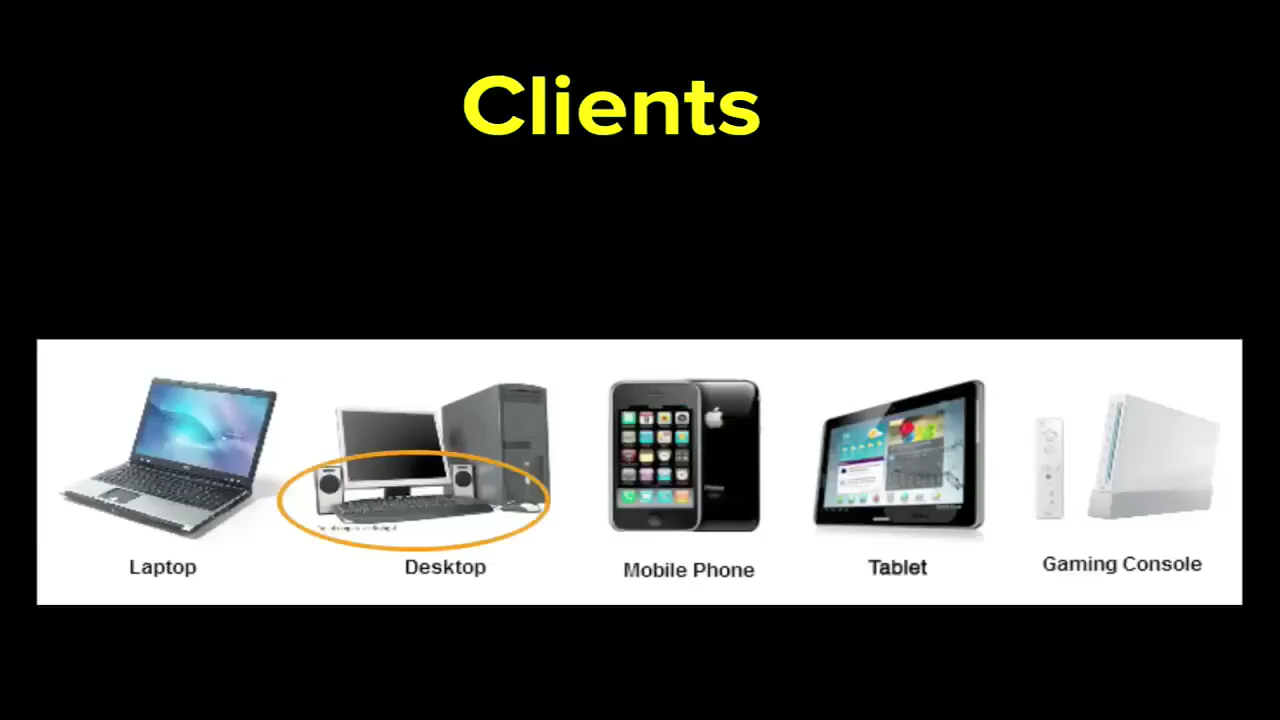 Clients
Laptop
Desktop
Mobile Phone
Tablet
Gaming Console